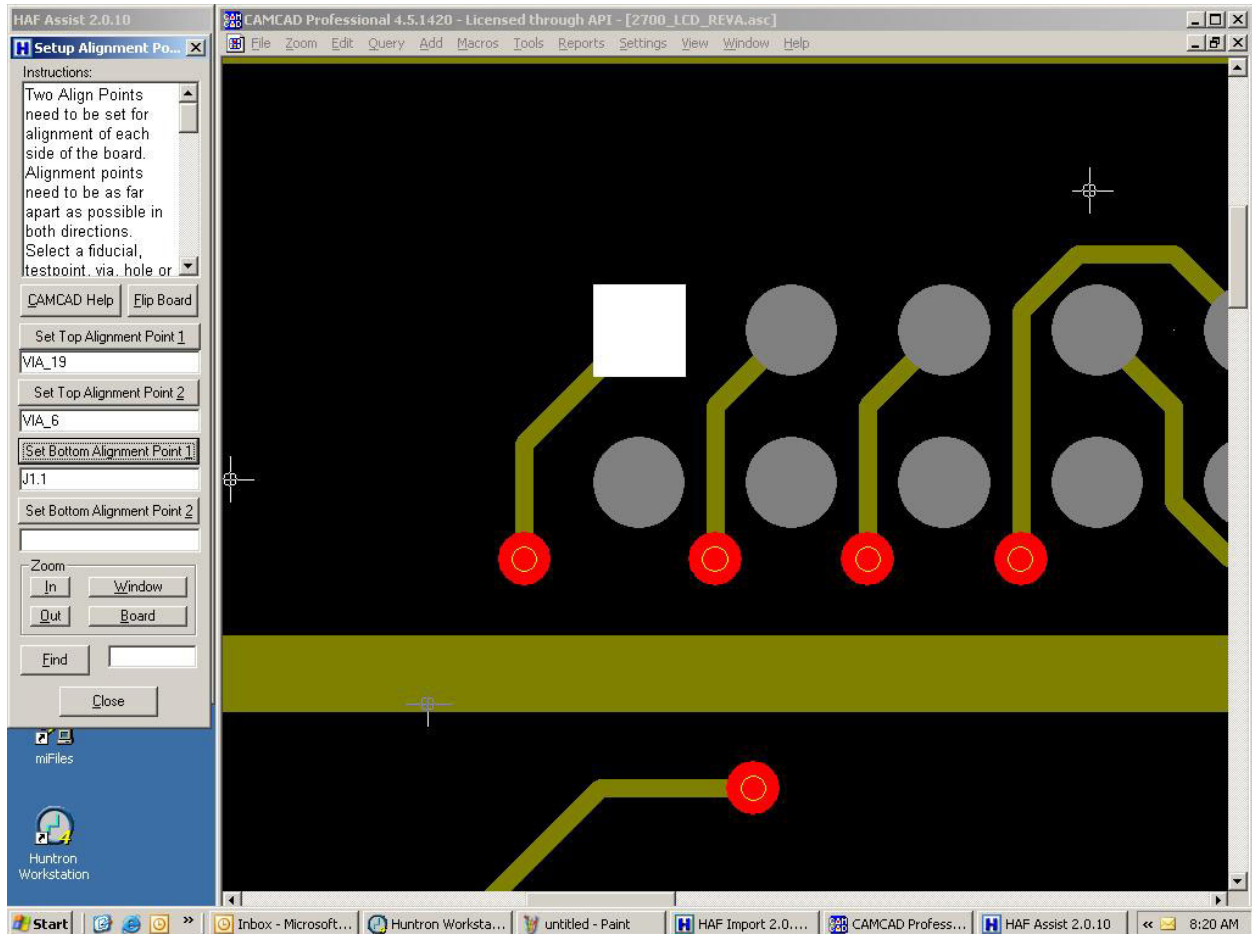 HAF Assist 2.0.10
CAMCAD Professional 4.5.1420 - Licensed through API - [2700_LCD_REVA.asc]
Setup Alignment Po...
File Zoom Edit Query Add Macros Tools Reports Settings View Window Help
Instructions:
Two Align Points
need to be set for
alignment of each
side of the board.
Alignment points
need to be as far
apart as possible in
both directions.
Select a fiducial,
testpoint, via, hole or
CAMCAD Help
Flip Board
Set Top Alignment Point 1
VIA_19
Set Top Alignment Point 2
VIA_6
Set Bottom Alignment Point 1
J1.1
Set Bottom Alignment Point 2
Zoom
In
Window
Out
Board
Find
Close
miFiles
Huntron
Workstation
Start
Inbox - Microsoft...
Huntron Worksta...
untitled - Paint
HAF Import 2.0....
CAMCAD Profess...
HAF Assist 2.0.10
8:20 AM